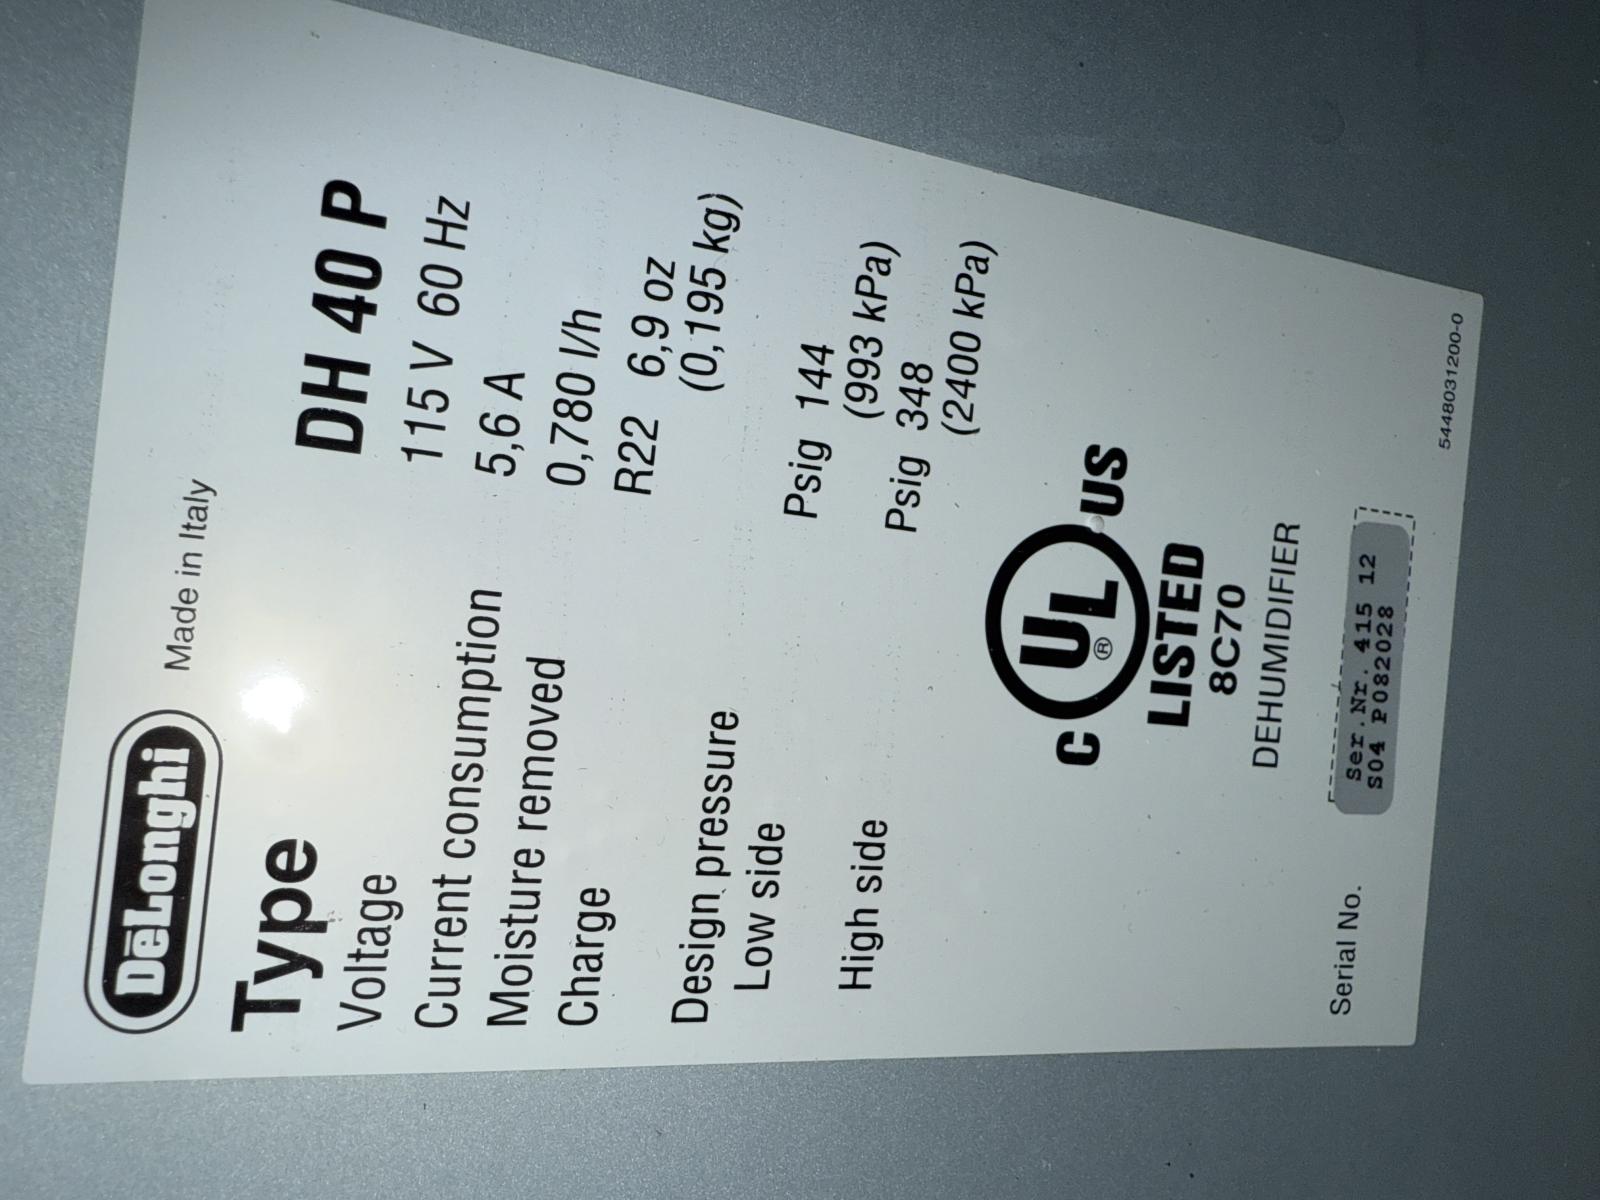 DeLonghi Made in Italy
Type DH 40 P
Voltage 115 V 60 Hz
Current consumption 5,6 A
Moisture removed 0,780 l/h
Charge R22 6,9 oz
(0,195 kg)
Design pressure
Low side Psig 144
(993 kPa)
High side Psig 348
(2400 kPa)
C UL ® US
LISTED
8C70
DEHUMIDIFIER
Serial No. Ser.Nr. 415 12
S04 P082028
5448031200-0